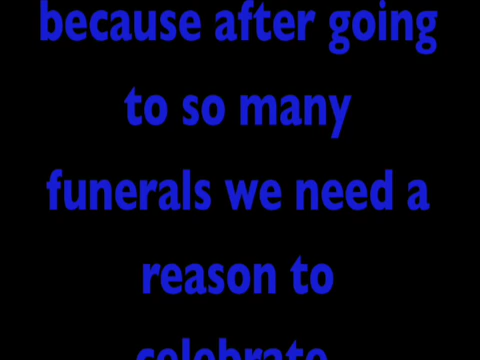 because after going
to so many
funerals we need a
reason to
celebrate